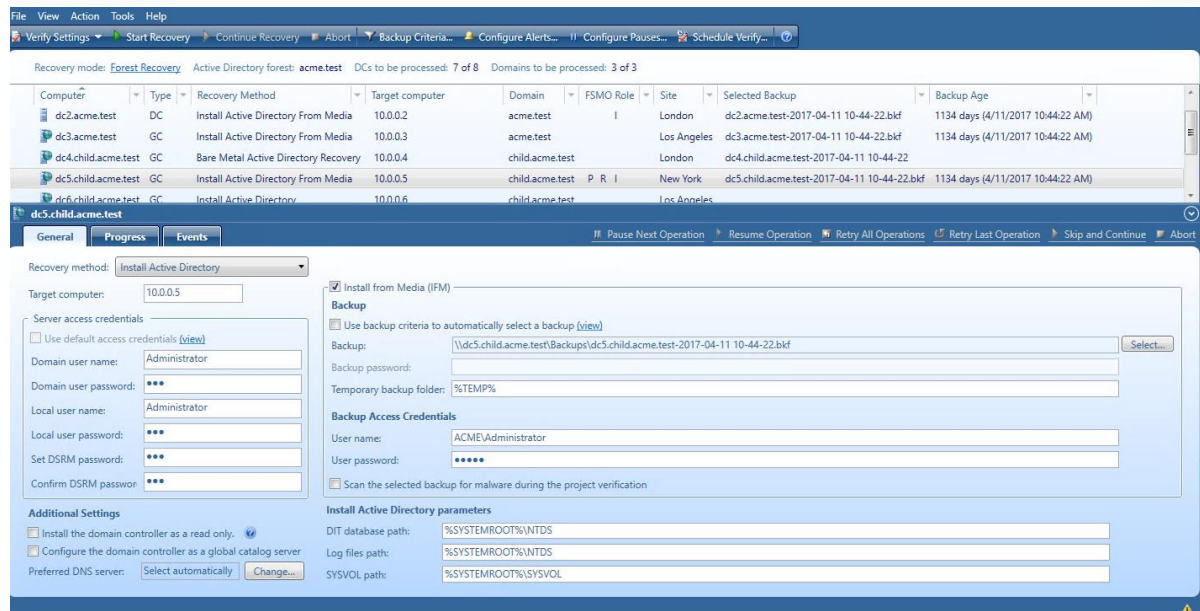 File View Action Tools Help
Verify Settings Start Recovery Continue Recovery Abort Backup Criteria... Configure Alerts... Configure Pauses... Schedule Verify...
Recovery mode: Forest Recovery Active Directory forest: acme.test DCs to be processed: 7 of 8 Domains to be processed: 3 of 3
Computer Type Recovery Method Target computer Domain FSMO Role Site Selected Backup Backup Age
dc2.acme.test DC Install Active Directory From Media 10.0.0.2 acme.test I London dc2.acme.test-2017-04-11 10-44-22.bkf 1134 days (4/11/2017 10:44:22 AM)
dc3.acme.test GC Install Active Directory From Media 10.0.0.3 acme.test Los Angeles dc3.acme.test-2017-04-11 10-44-22.bkf 1134 days (4/11/2017 10:44:22 AM)
dc4.child.acme.test GC Bare Metal Active Directory Recovery 10.0.0.4 child.acme.test London dc4.child.acme.test-2017-04-11 10-44-22
dc5.child.acme.test GC Install Active Directory From Media 10.0.0.5 child.acme.test P R I New York dc5.child.acme.test-2017-04-11 10-44-22.bkf 1134 days (4/11/2017 10:44:22 AM)
dc6.child.acme.test GC Install Active Directory 10.0.0.6 child.acme.test Los Angeles
dc5.child.acme.test
General Progress Events Pause Next Operation Resume Operation Retry All Operations Retry Last Operation Skip and Continue Abort
Recovery method: Install Active Directory
Target computer: 10.0.0.5
Server access credentials
Use default access credentials (view)
Domain user name: Administrator
Domain user password: •••
Local user name: Administrator
Local user password: •••
Set DSRM password: •••
Confirm DSRM passwor •••
Additional Settings
Install the domain controller as a read only.
Configure the domain controller as a global catalog server
Preferred DNS server: Select automatically Change...
Install from Media (IFM)
Backup
Use backup criteria to automatically select a backup (view)
Backup: \\dc5.child.acme.test\Backups\dc5.child.acme.test-2017-04-11 10-44-22.bkf Select...
Backup password:
Temporary backup folder: %TEMP%
Backup Access Credentials
User name: ACME\Administrator
User password: •••••
Scan the selected backup for malware during the project verification
Install Active Directory parameters
DIT database path: %SYSTEMROOT%\NTDS
Log files path: %SYSTEMROOT%\NTDS
SYSVOL path: %SYSTEMROOT%\SYSVOL